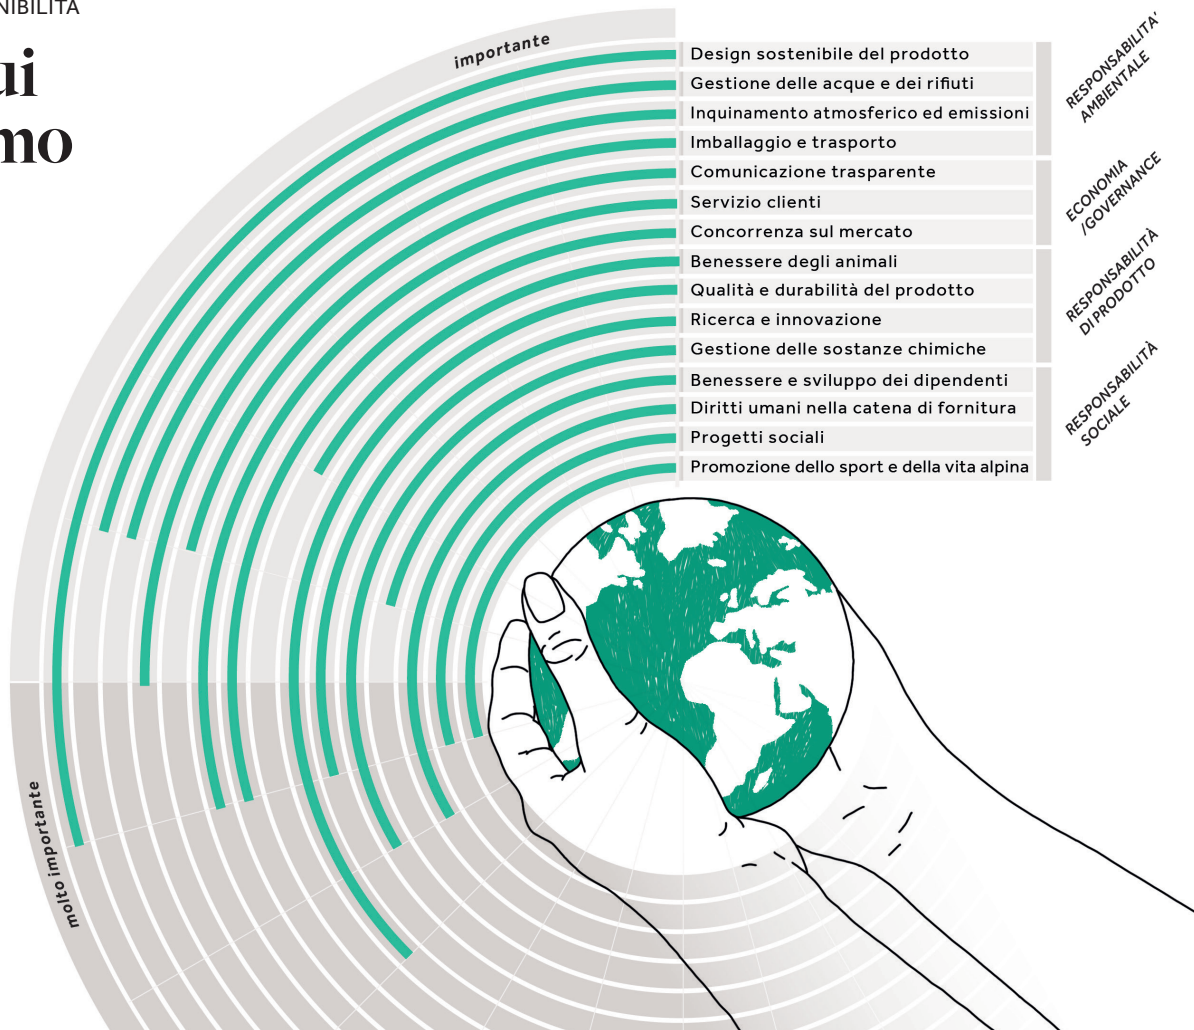 NIBILITÀ
ui
mo
importante
Design sostenibile del prodotto
Gestione delle acque e dei rifiuti
Inquinamento atmosferico ed emissioni
Imballaggio e trasporto
RESPONSABILITA'
AMBIENTALE
Comunicazione trasparente
Servizio clienti
Concorrenza sul mercato
ECONOMIA
/GOVERNANCE
Benessere degli animali
Qualità e durabilità del prodotto
Ricerca e innovazione
Gestione delle sostanze chimiche
RESPONSABILITÀ
DI PRODOTTO
Benessere e sviluppo dei dipendenti
Diritti umani nella catena di fornitura
Progetti sociali
Promozione dello sport e della vita alpina
RESPONSABILITÀ
SOCIALE
molto importante